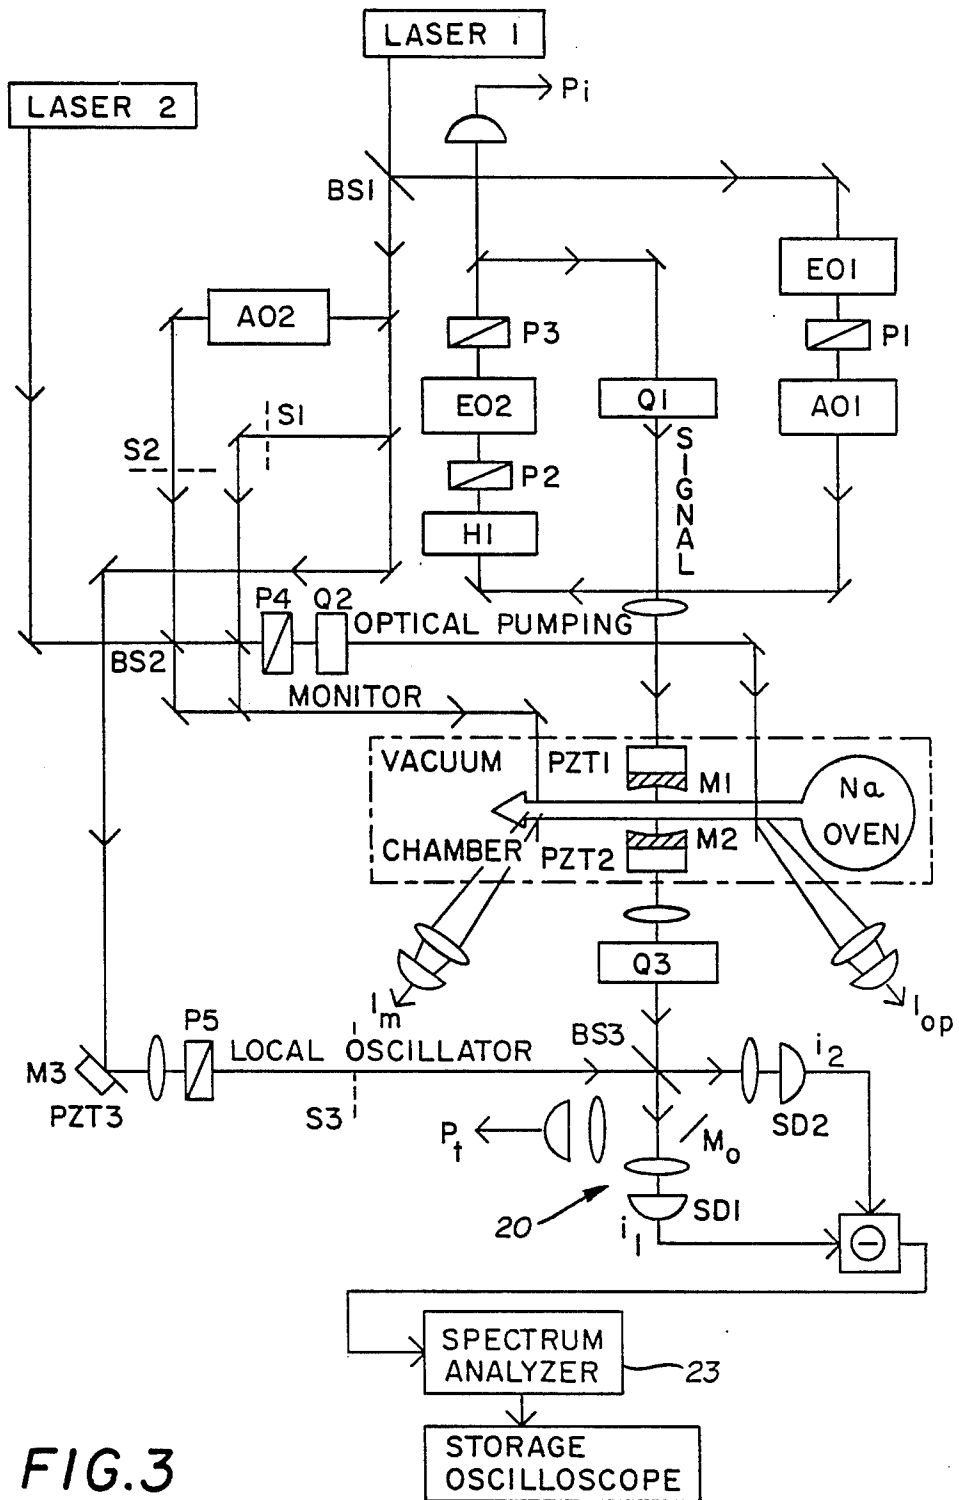 LASER 1
Pi
LASER 2
BS1
EO1
AO2
P3
P1
EO2
Q1
AO1
S1
S2
P2
SIGNAL
H1
P4
Q2
OPTICAL PUMPING
BS2
MONITOR
VACUUM
PZT1
M1
Na
OVEN
M2
CHAMBER
PZT2
Q3
Im
Iop
P5
BS3
LOCAL OSCILLATOR
i2
M3
PZT3
S3
SD2
Pt
Mo
SD1
20
i1
SPECTRUM
ANALYZER
23
STORAGE
OSCILLOSCOPE
FIG.3